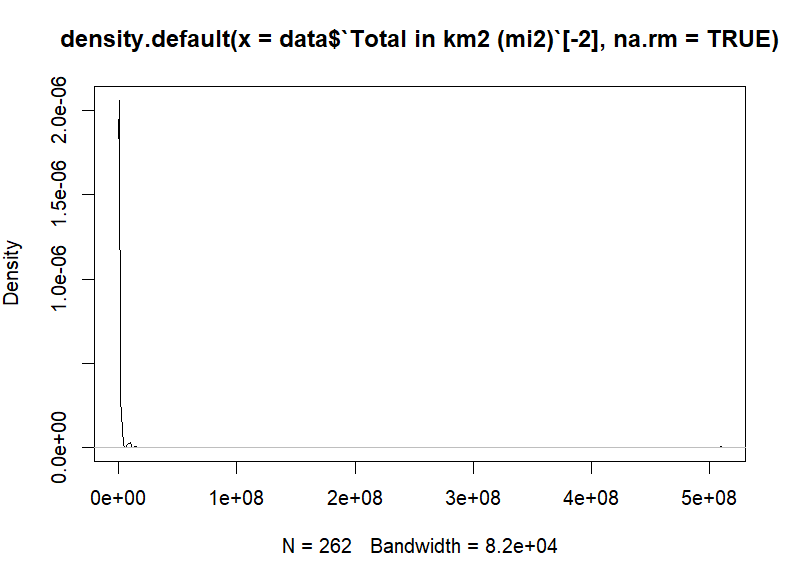 density.default(x = data$`Total in km2 (mi2)`[-2], na.rm = TRUE)
Density
2.0e-06
1.5e-06
1.0e-06
0.0e+00
0e+00 1e+08 2e+08 3e+08 4e+08 5e+08
N = 262 Bandwidth = 8.2e+04